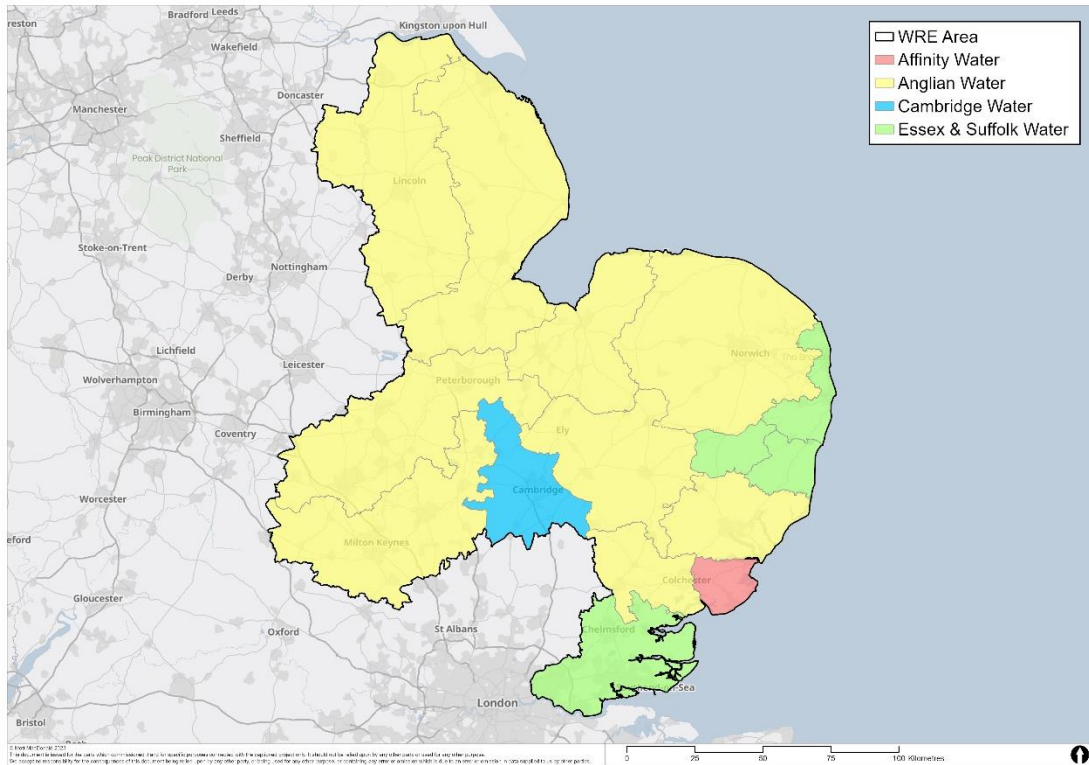 Bradford
Leeds
Kingston upon Hull
Wakefield
Doncaster
Manchester
Sheffield
Peak District National
Park
Lincoln
Stoke-on-Trent
Nottingham
Derby
Lichfield
Leicester
Norwich
Wolverhampton
Peterborough
Birmingham
Ely
Coventry
Cambridge
Worcester
Milton Keynes
Colchester
Gloucester
Chelmsford
St Albans
Oxford
London
Bristol
WRE Area
Affinity Water
Anglian Water
Cambridge Water
Essex & Suffolk Water
0 25 50 75 100 Kilometres